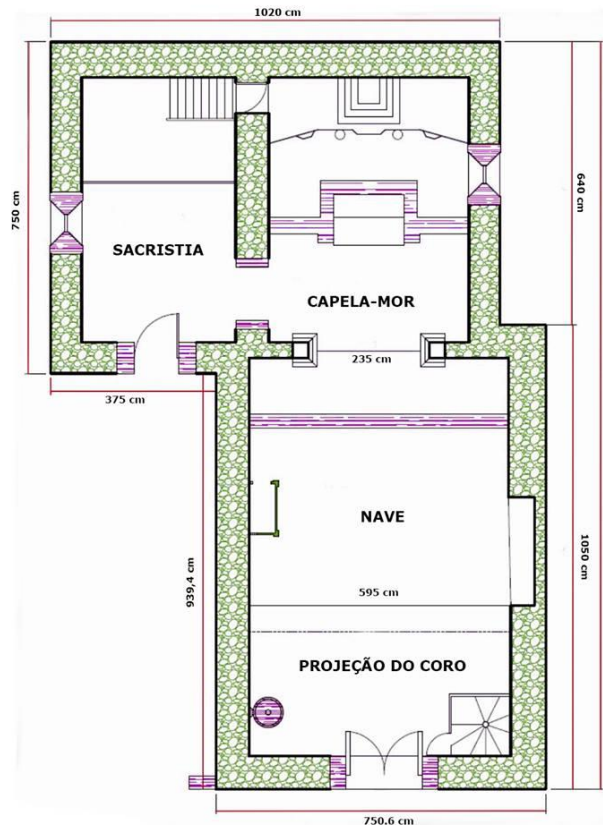 1020 cm
640 cm
750 cm
SACRISTIA
CAPELA-MOR
235 cm
375 cm
NAVE
939,4 cm
1050 cm
595 cm
PROJEÇÃO DO CORO
750.6 cm